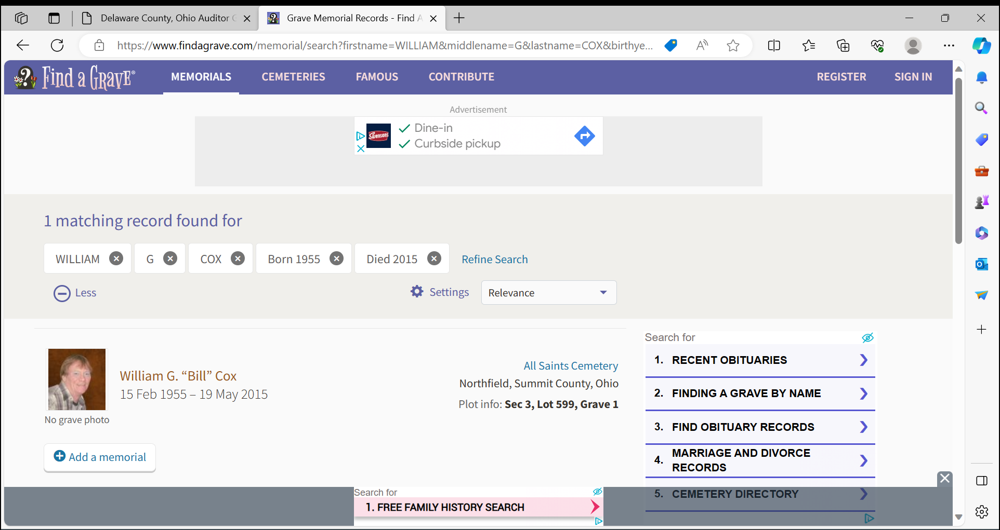 Delaware County, Ohio Auditor
Grave Memorial Records - Find A
https://www.findagrave.com/memorial/search?firstname=WILLIAM&middlename=G&lastname=COX&birthye...
Find a Grave®
MEMORIALS
CEMETERIES
FAMOUS
CONTRIBUTE
REGISTER
SIGN IN
Advertisement
Swensons
Dine-in
Curbside pickup
1 matching record found for
WILLIAM
G
COX
Born 1955
Died 2015
Refine Search
Less
Settings
Relevance
William G. “Bill” Cox
15 Feb 1955 – 19 May 2015
No grave photo
All Saints Cemetery
Northfield, Summit County, Ohio
Plot info: Sec 3, Lot 599, Grave 1
Add a memorial
Search for
1. RECENT OBITUARIES
2. FINDING A GRAVE BY NAME
3. FIND OBITUARY RECORDS
4. MARRIAGE AND DIVORCE
RECORDS
5. CEMETERY DIRECTORY
Search for
1. FREE FAMILY HISTORY SEARCH